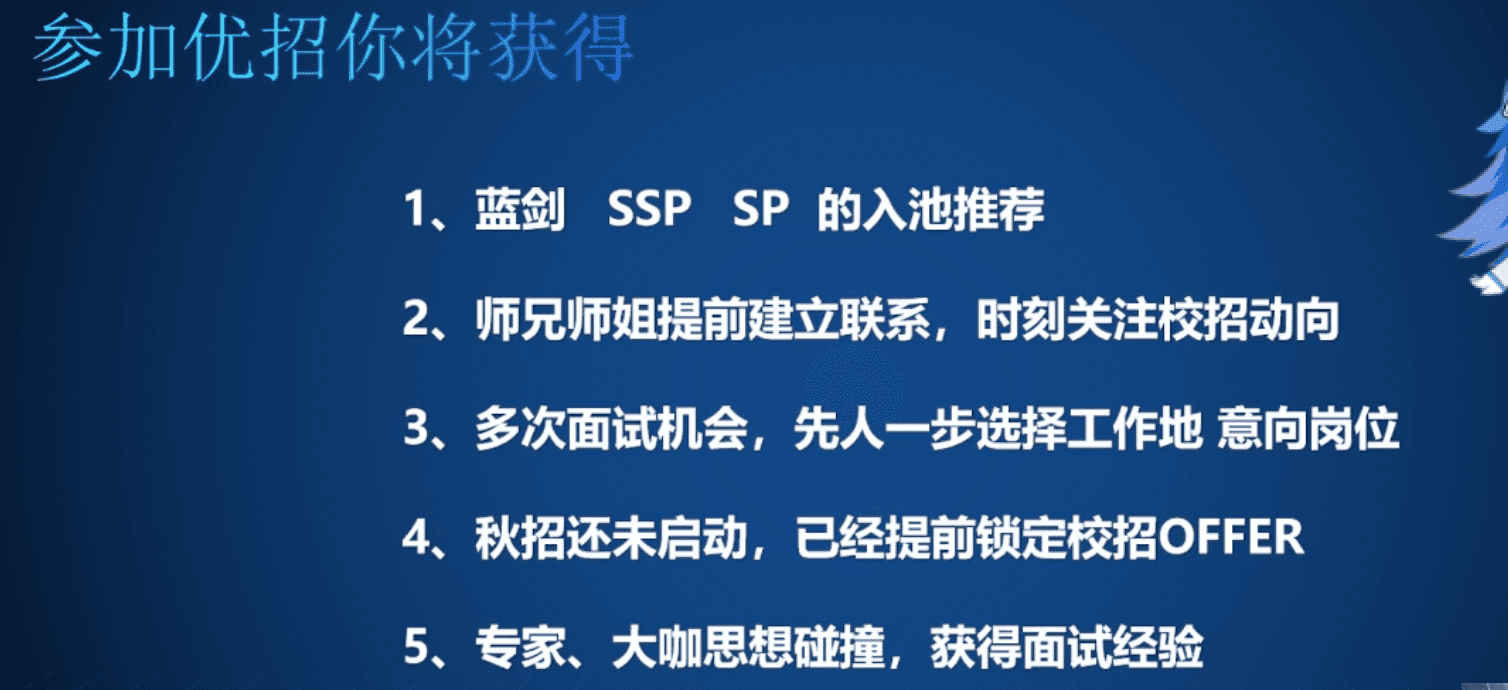 参加优招你将获得
1、蓝剑 SSP SP 的入池推荐
2、师兄师姐提前建立联系，时刻关注校招动向
3、多次面试机会，先人一步选择工作地 意向岗位
4、秋招还未启动，已经提前锁定校招OFFER
5、专家、大咖思想碰撞，获得面试经验